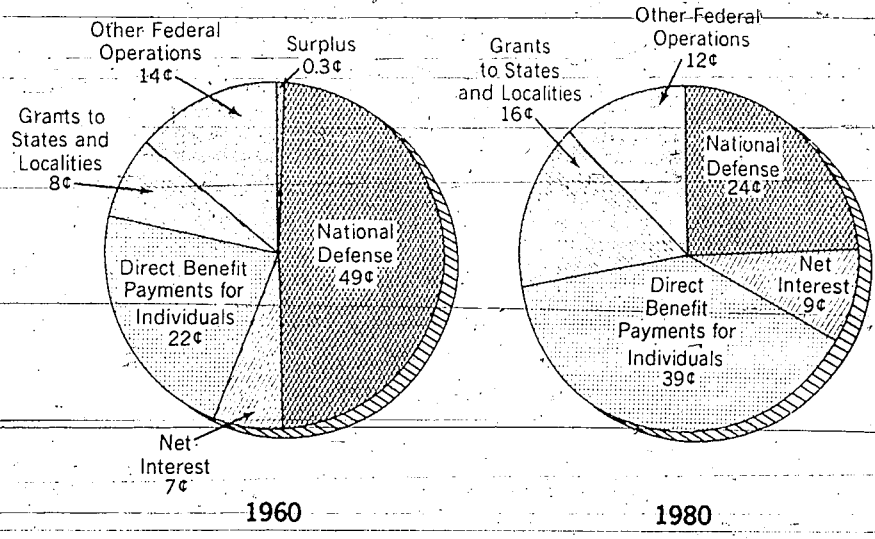 Other Federal
Operations
14¢
Surplus
0.3¢
Grants to
States and
Localities
8¢
National
Defense
49¢
Direct Benefit
Payments for
Individuals
22¢
Net
Interest
7¢
1960
Other Federal
Operations
12¢
Grants
to States
and Localities
16¢
National
Defense
24¢
Net
Interest
9¢
Direct
Benefit
Payments for
Individuals
39¢
1980